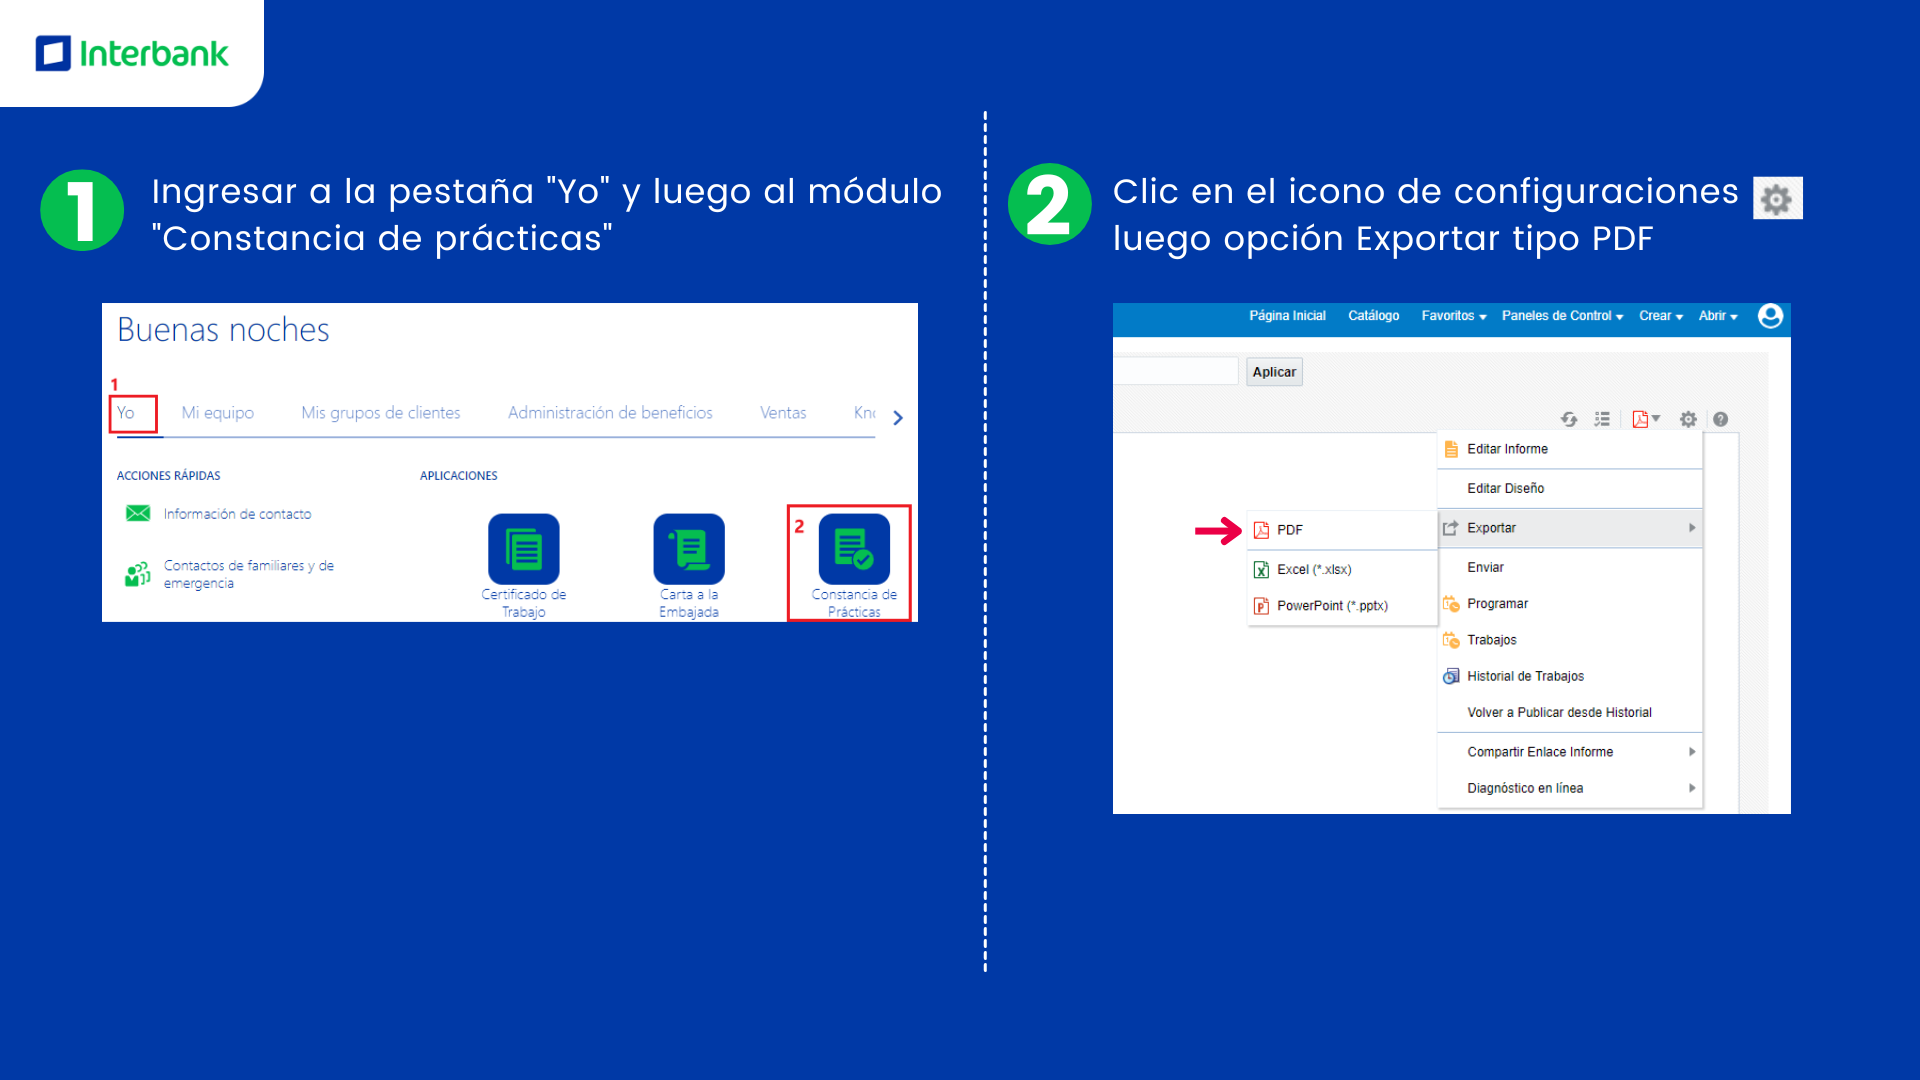 Interbank
1
Ingresar a la pestaña "Yo" y luego al módulo
"Constancia de prácticas"
Buenas noches
1
Yo
Mi equipo
Mis grupos de clientes
Administración de beneficios
Ventas
ACCIONES RÁPIDAS
Información de contacto
Contactos de familiares y de
emergencia
APLICACIONES
Certificado de
Trabajo
Carta a la
Embajada
2
Constancia de
Prácticas
2
Clic en el icono de configuraciones
luego opción Exportar tipo PDF
Página Inicial
Catálogo
Favoritos
Paneles de Control
Crear
Abrir
Aplicar
?
Editar Informe
Editar Diseño
Exportar
PDF
Excel (*.xlsx)
PowerPoint (*.pptx)
Enviar
Programar
Trabajos
Historial de Trabajos
Volver a Publicar desde Historial
Compartir Enlace Informe
Diagnóstico en línea